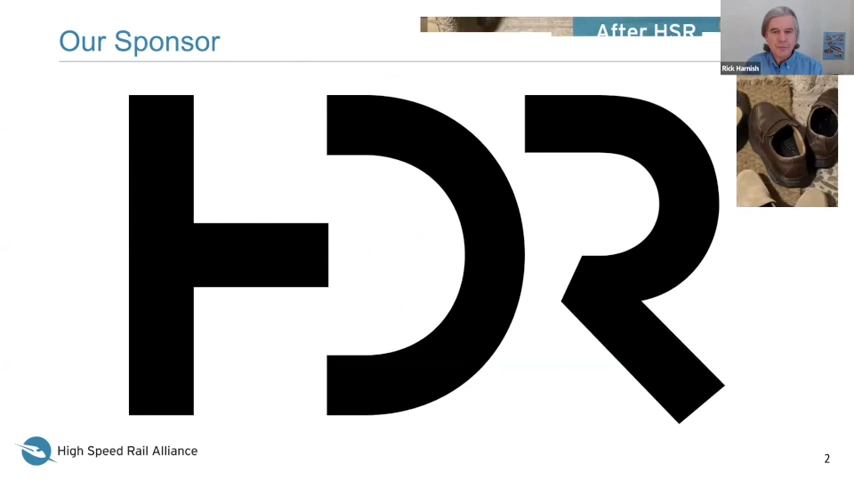 Our Sponsor
After HSR
Rick Harnish
HDR
High Speed Rail Alliance
2